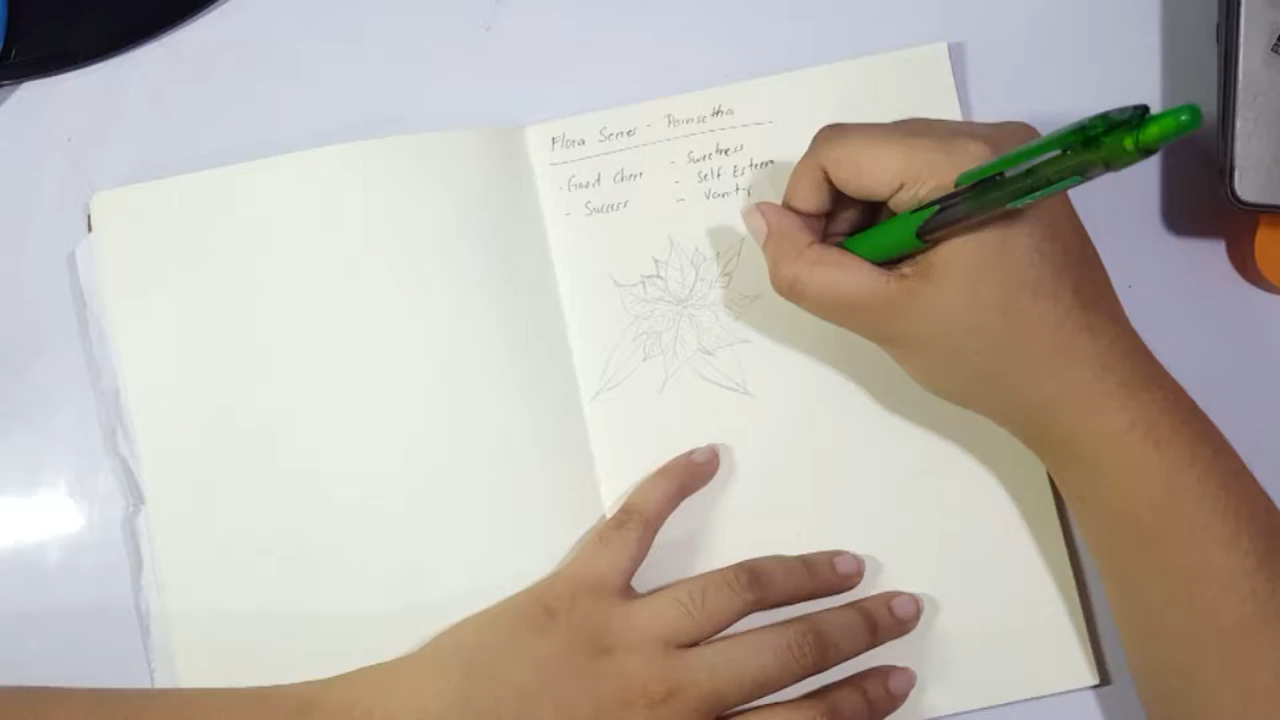 Flora Series - Poinsettia
- Good Cheer
- Success
- Sweetness
- Self-Esteem
- Vanity